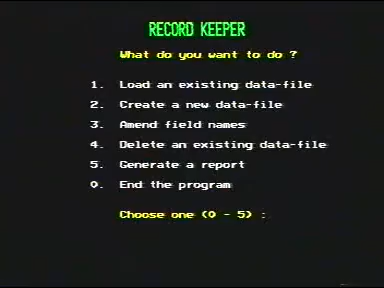 RECORD KEEPER
What do you want to do ?
1. Load an existing data-file
2. Create a new data-file
3. Amend field names
4. Delete an existing data-file
5. Generate a report
0. End the program
Choose one (0 - 5) :